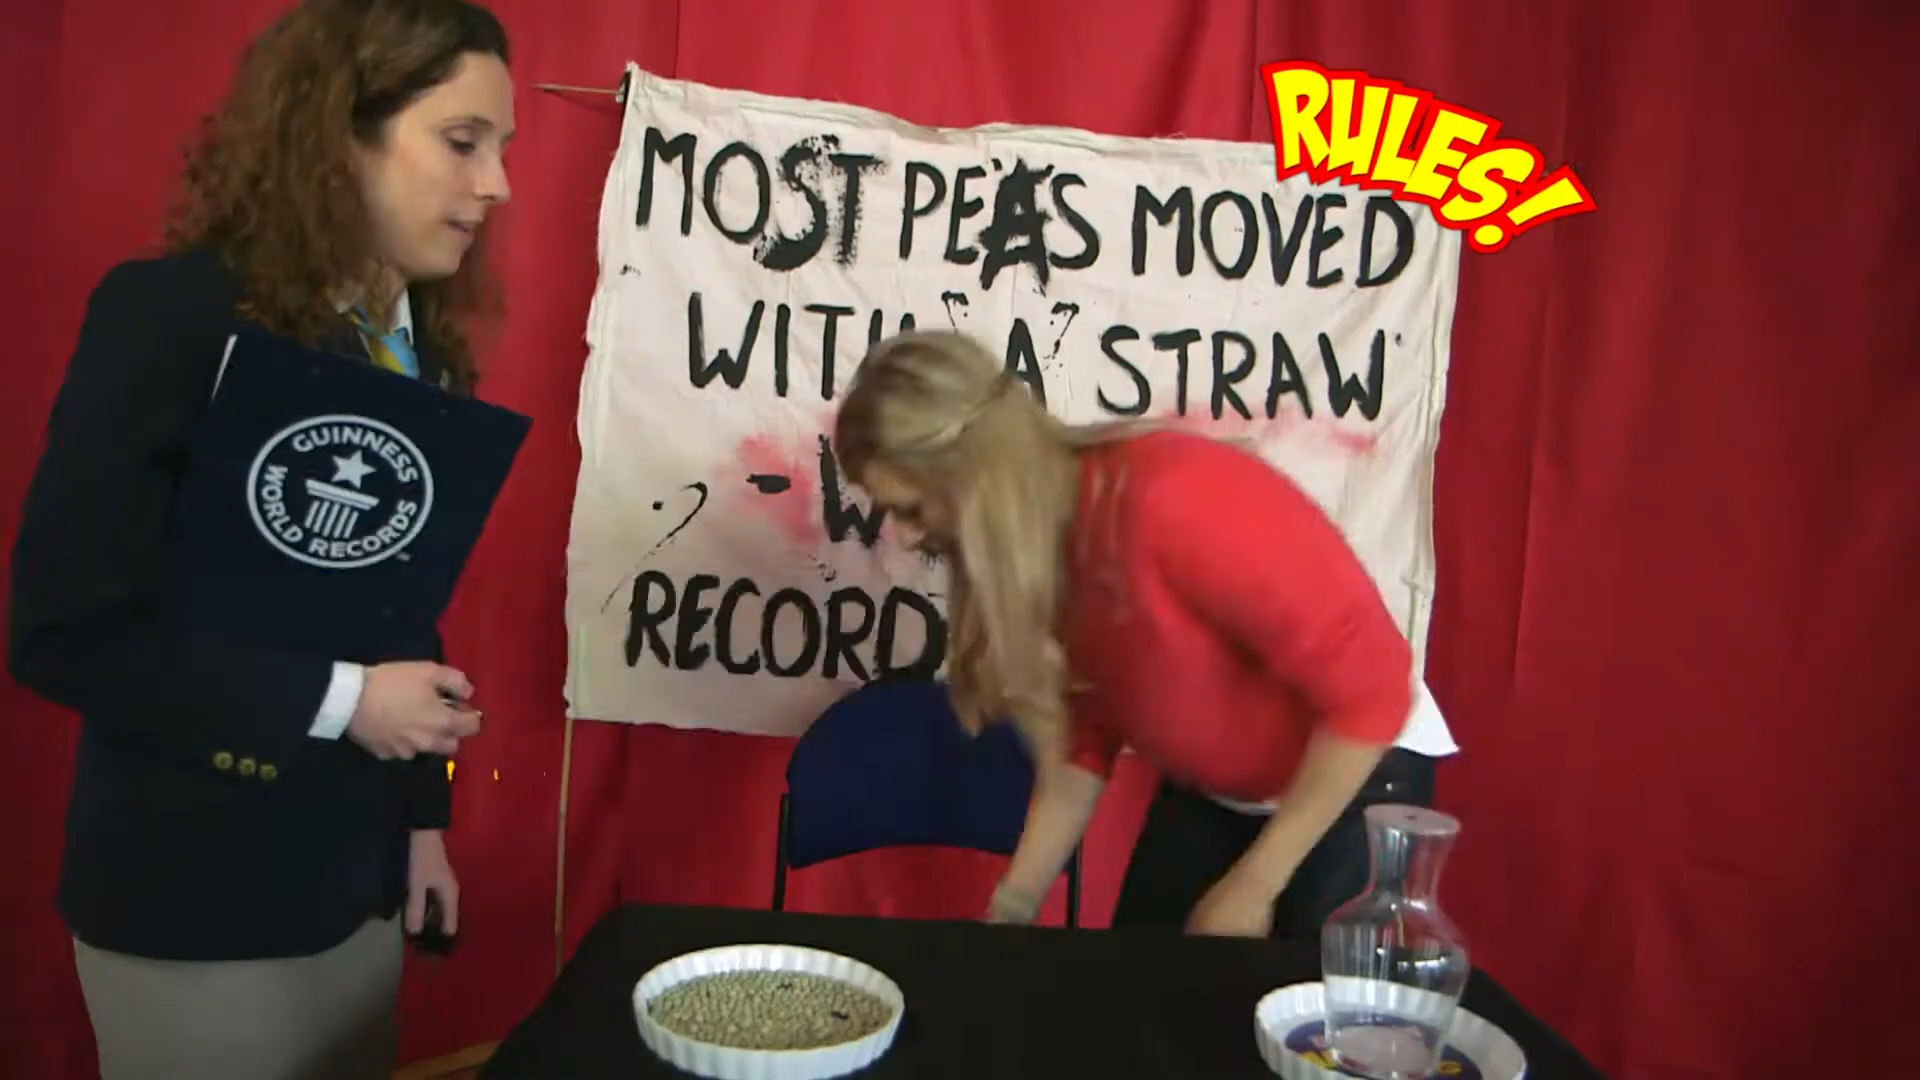 RULES!
MOST PEAS MOVED
WITH A STRAW
- W
RECORD
GUINNESS
WORLD RECORDS